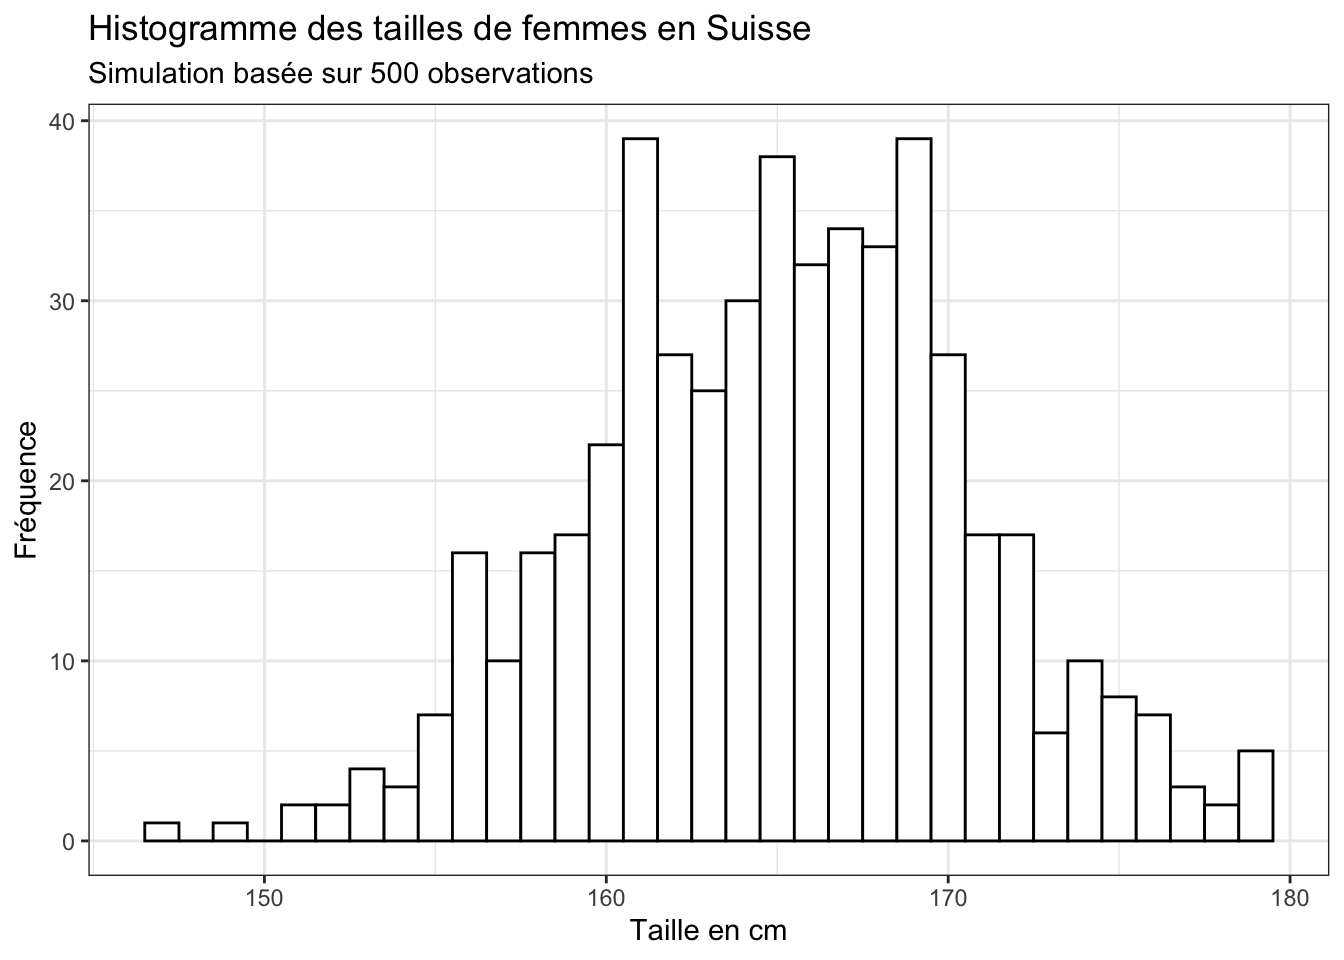 Histogramme des tailles de femmes en Suisse
Simulation basée sur 500 observations
40
30
20
10
0
Fréquence
150 160 170 180
Taille en cm